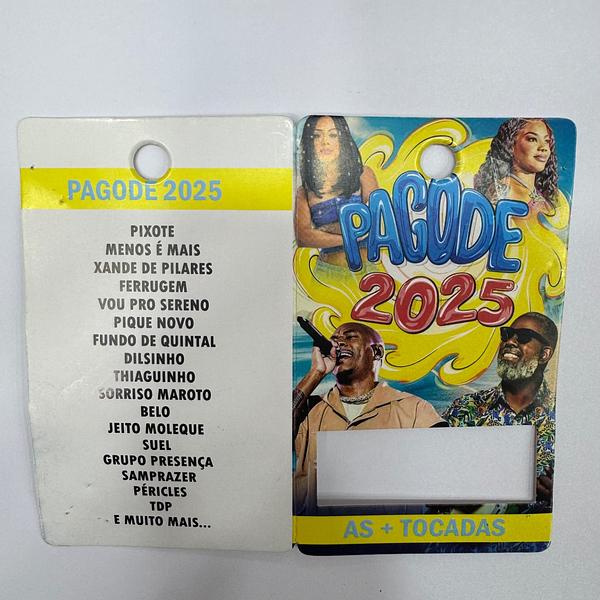 PAGODE 2025
PIXOTE
MENOS É MAIS
XANDE DE PILARES
FERRUGEM
VOU PRO SERENO
PIQUE NOVO
FUNDO DE QUINTAL
DILSINHO
THIAGUINHO
SORRISO MAROTO
BELO
JEITO MOLEQUE
SUEL
GRUPO PRESENÇA
SAMPRAZER
PÉRICLES
TDP
E MUITO MAIS...
PAGODE
2025
AS + TOCADAS